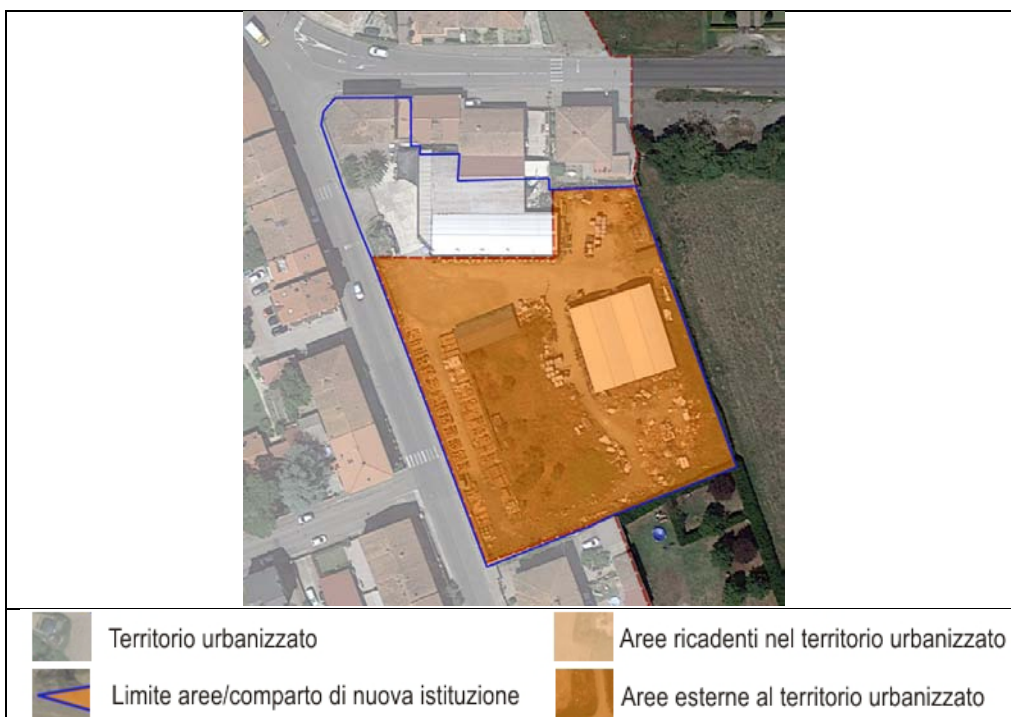 Territorio urbanizzato
Aree ricadenti nel territorio urbanizzato
Limite aree/comparto di nuova istituzione
Aree esterne al territorio urbanizzato